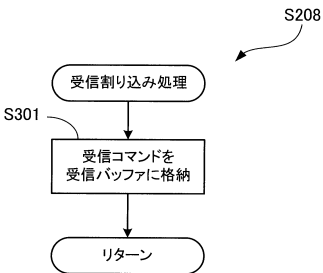 S208
受信割り込み処理
S301
受信コマンドを
受信バッファに格納
リターン